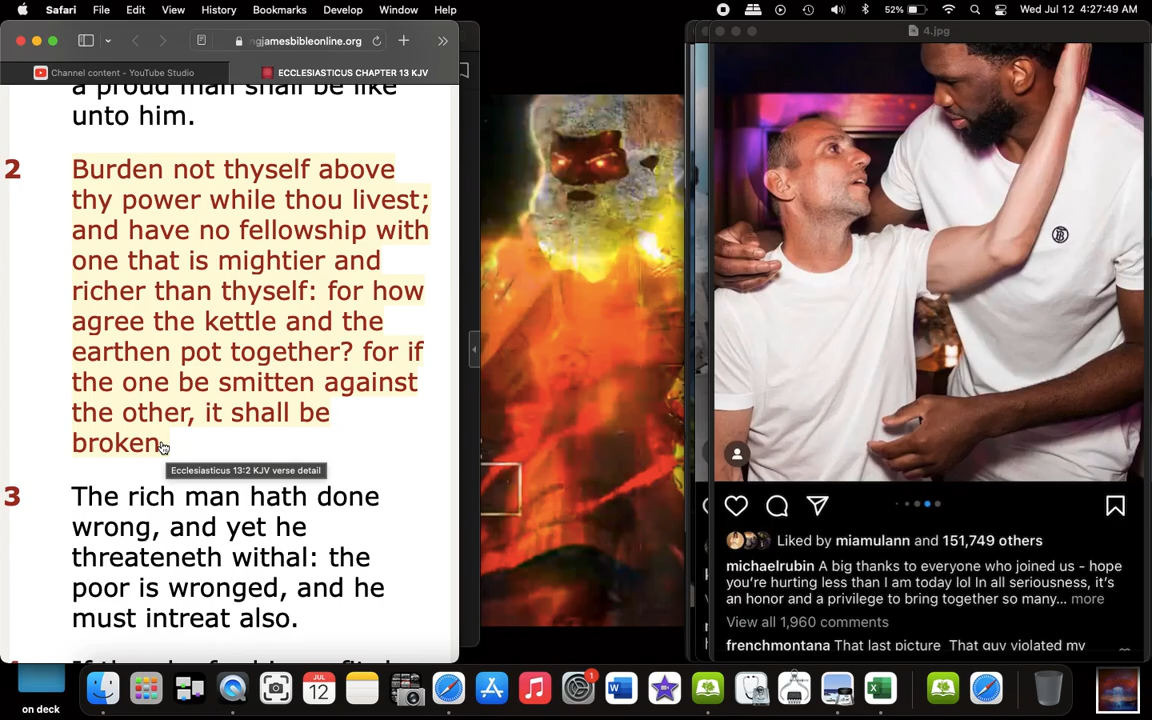 Safari File Edit View History Bookmarks Develop Window Help 52% Wed Jul 12 4:27:49 AM
ngjamesbibleonline.org
Channel content - YouTube Studio
ECCLESIASTICUS CHAPTER 13 KJV
a proud man shall be like
unto him.
2 Burden not thyself above
thy power while thou livest;
and have no fellowship with
one that is mightier and
richer than thyself: for how
agree the kettle and the
earthen pot together? for if
the one be smitten against
the other, it shall be
broken.
Ecclesiasticus 13:2 KJV verse detail
3 The rich man hath done
wrong, and yet he
threateneth withal: the
poor is wronged, and he
must intreat also.
4.jpg
Liked by miamulann and 151,749 others
michaelrubin A big thanks to everyone who joined us - hope
you're hurting less than I am today lol In all seriousness, it's
an honor and a privilege to bring together so many... more
View all 1,960 comments
frenchmontana That last picture That guy violated my
JUL
12
1
on deck